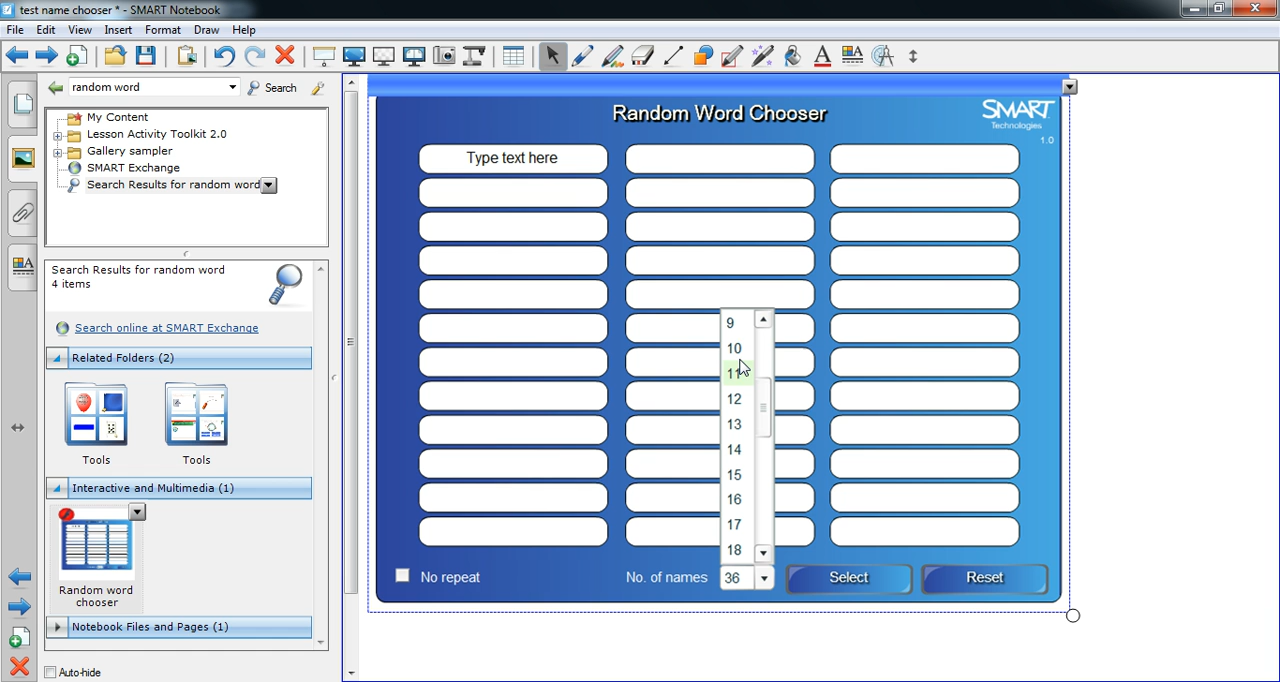 test name chooser * - SMART Notebook
File Edit View Insert Format Draw Help
random word
Search
My Content
Lesson Activity Toolkit 2.0
Gallery sampler
SMART Exchange
Search Results for random word
Search Results for random word
4 items
Search online at SMART Exchange
Related Folders (2)
Tools
Tools
Interactive and Multimedia (1)
Random word
chooser
Notebook Files and Pages (1)
Auto-hide
Random Word Chooser
SMART
Technologies
1.0
Type text here
9
10
11
12
13
14
15
16
17
18
No repeat
No. of names
36
Select
Reset